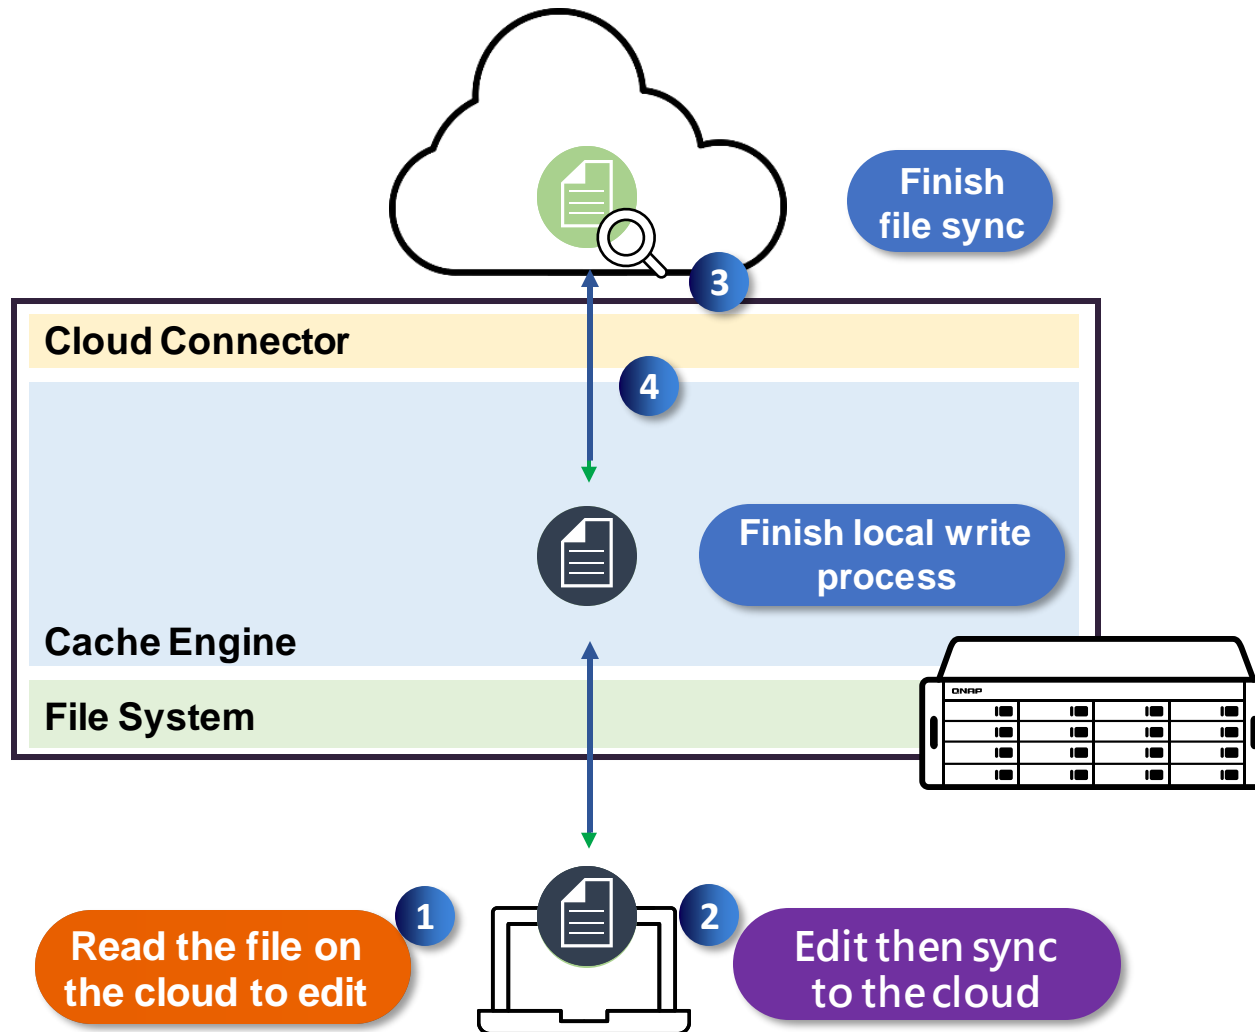 Finish
file sync
3
Cloud Connector
4
Finish local write
process
Cache Engine
File System
QNAP
1
2
Read the file on
the cloud to edit
Edit then sync
to the cloud